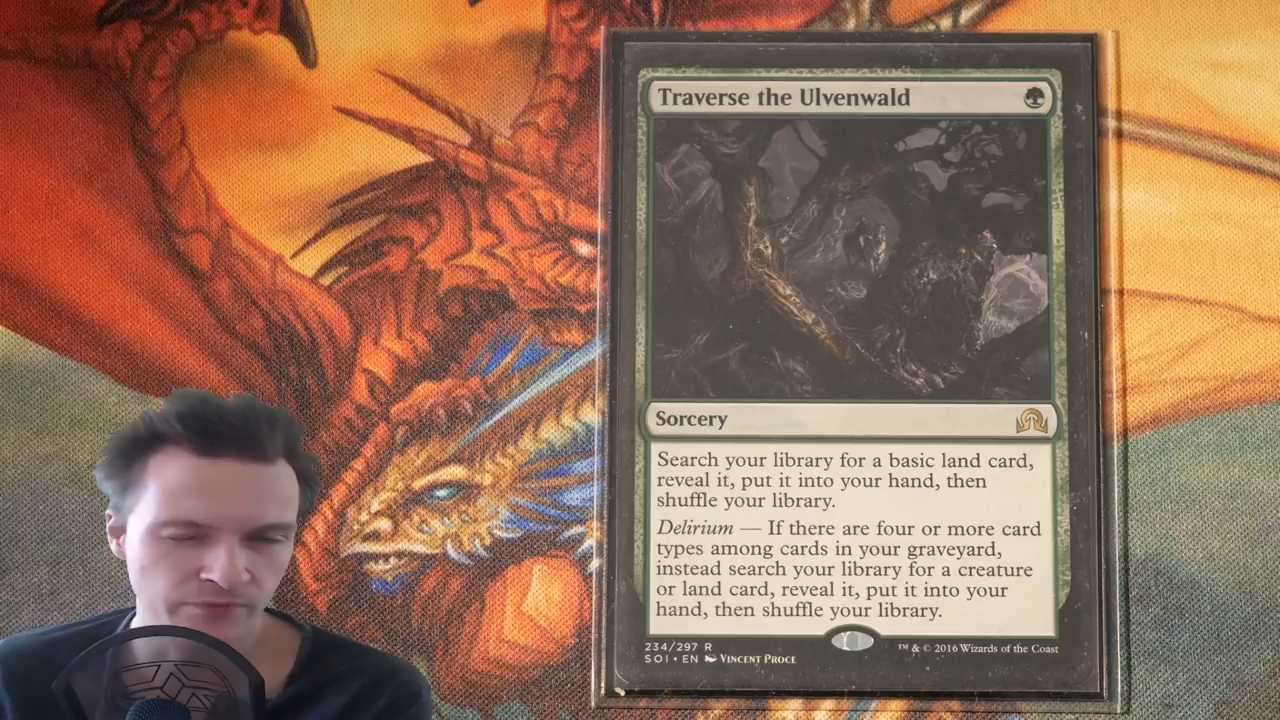 Traverse the Ulvenwald
Sorcery
Search your library for a basic land card,
reveal it, put it into your hand, then
shuffle your library.
Delirium — If there are four or more card
types among cards in your graveyard,
instead search your library for a creature
or land card, reveal it, put it into your
hand, then shuffle your library.
234/297 R
SOI • EN VINCENT PROCE
™ & © 2016 Wizards of the Coast